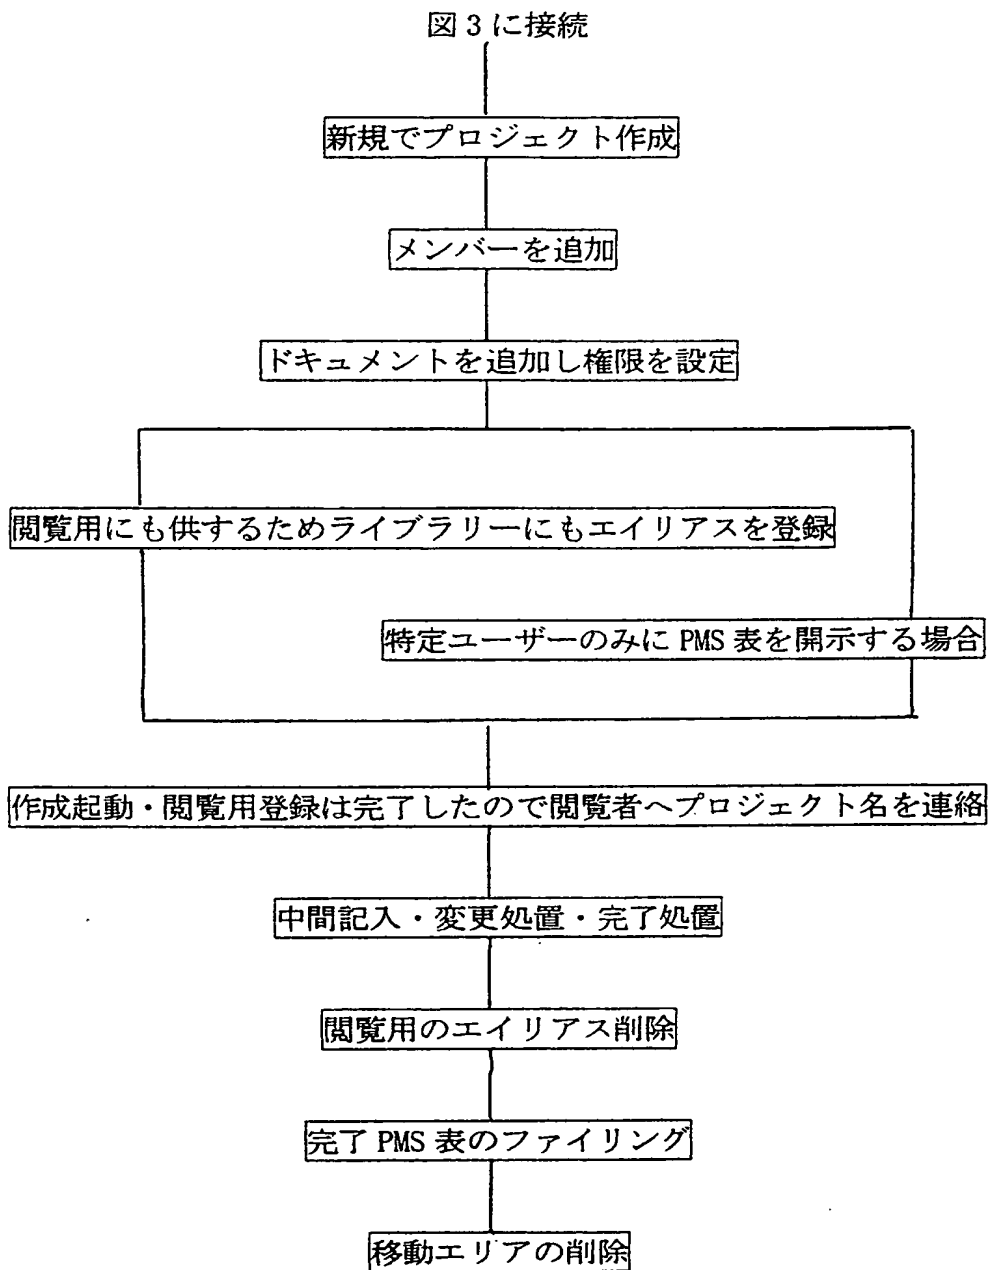 図3に接続
新規でプロジェクト作成
メンバーを追加
ドキュメントを追加し権限を設定
閲覧用にも供するためライブラリーにもエイリアスを登録
特定ユーザーのみに PMS 表を開示する場合
作成起動・閲覧用登録は完了したので閲覧者へプロジェクト名を連絡
中間記入・変更処置・完了処置
閲覧用のエイリアス削除
完了 PMS 表のファイリング
移動エリアの削除